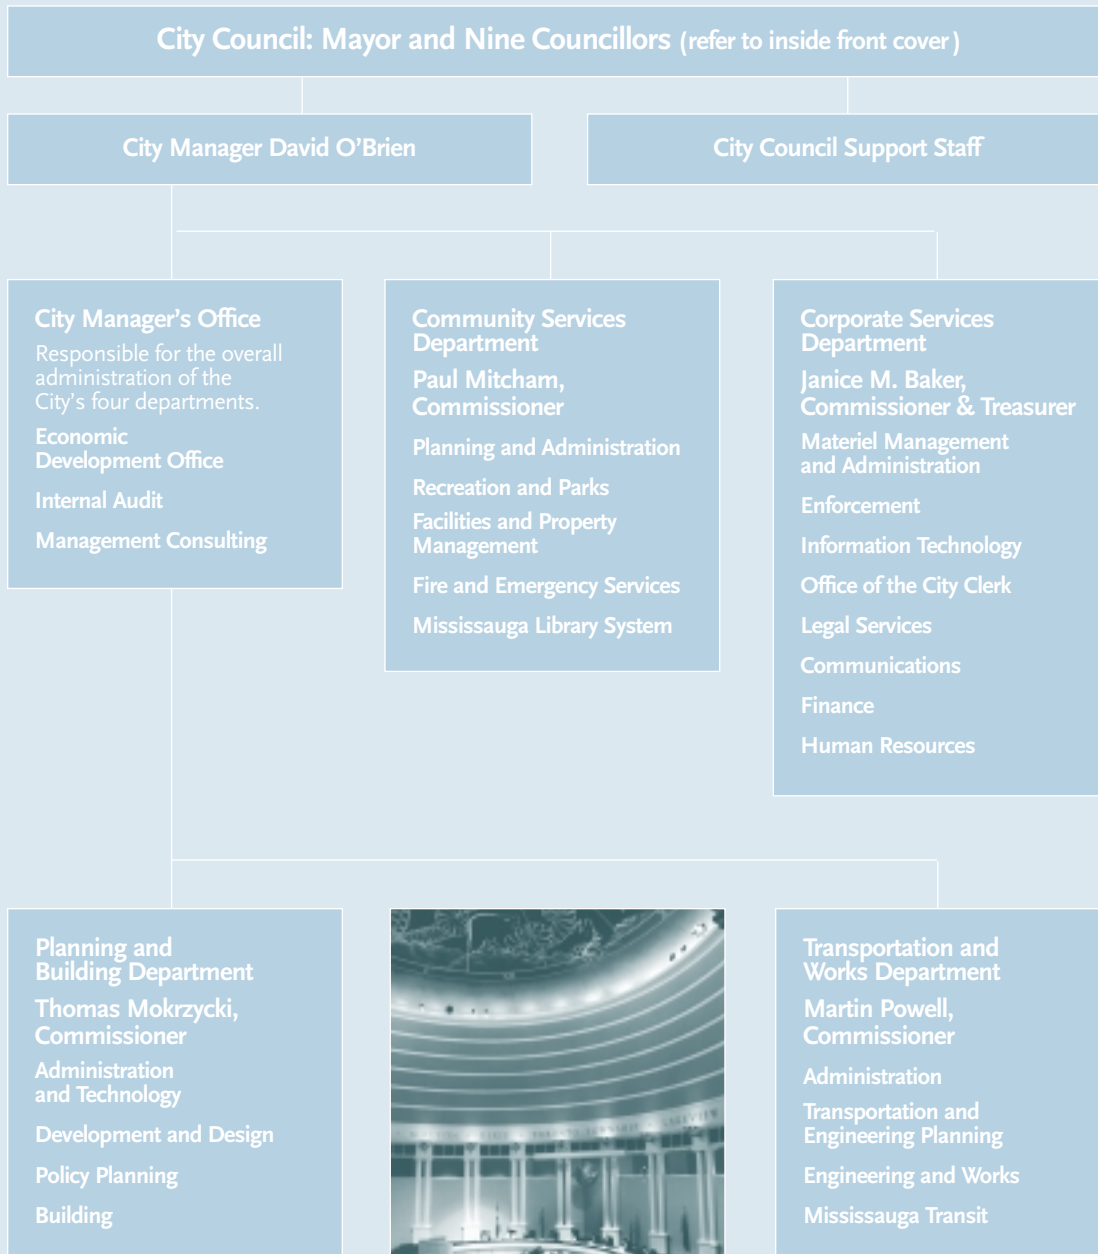 City Council: Mayor and Nine Councillors (refer to inside front cover)
City Manager David O’Brien
City Council Support Staff
City Manager’s Office
Responsible for the overall
administration of the
City’s four departments.
Economic
Development Office
Internal Audit
Management Consulting
Community Services
Department
Paul Mitcham,
Commissioner
Planning and Administration
Recreation and Parks
Facilities and Property
Management
Fire and Emergency Services
Mississauga Library System
Corporate Services
Department
Janice M. Baker,
Commissioner & Treasurer
Materiel Management
and Administration
Enforcement
Information Technology
Office of the City Clerk
Legal Services
Communications
Finance
Human Resources
Planning and
Building Department
Thomas Mokrzycki,
Commissioner
Administration
and Technology
Development and Design
Policy Planning
Building
Transportation and
Works Department
Martin Powell,
Commissioner
Administration
Transportation and
Engineering Planning
Engineering and Works
Mississauga Transit